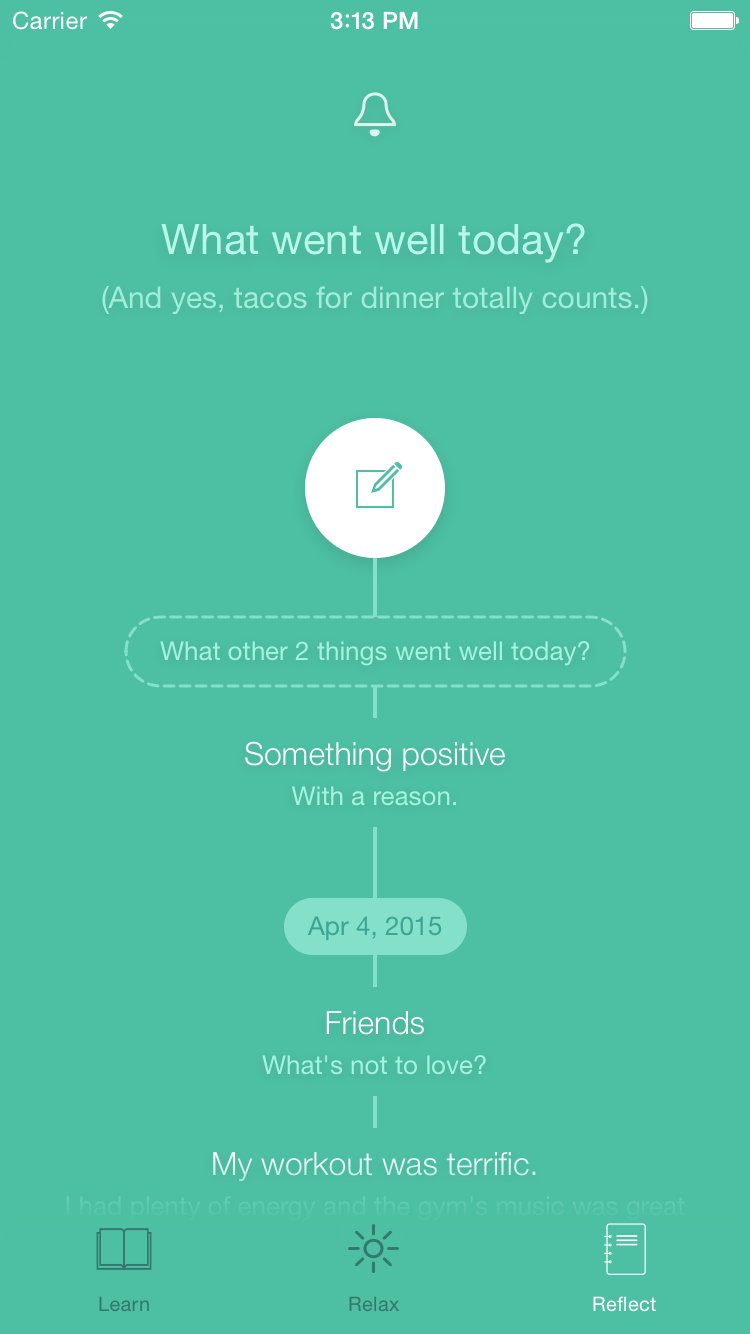 Carrier 3:13 PM
What went well today?
(And yes, tacos for dinner totally counts.)
What other 2 things went well today?
Something positive
With a reason.
Apr 4, 2015
Friends
What's not to love?
My workout was terrific.
I had plenty of energy and the gym's music was great
Learn Relax Reflect